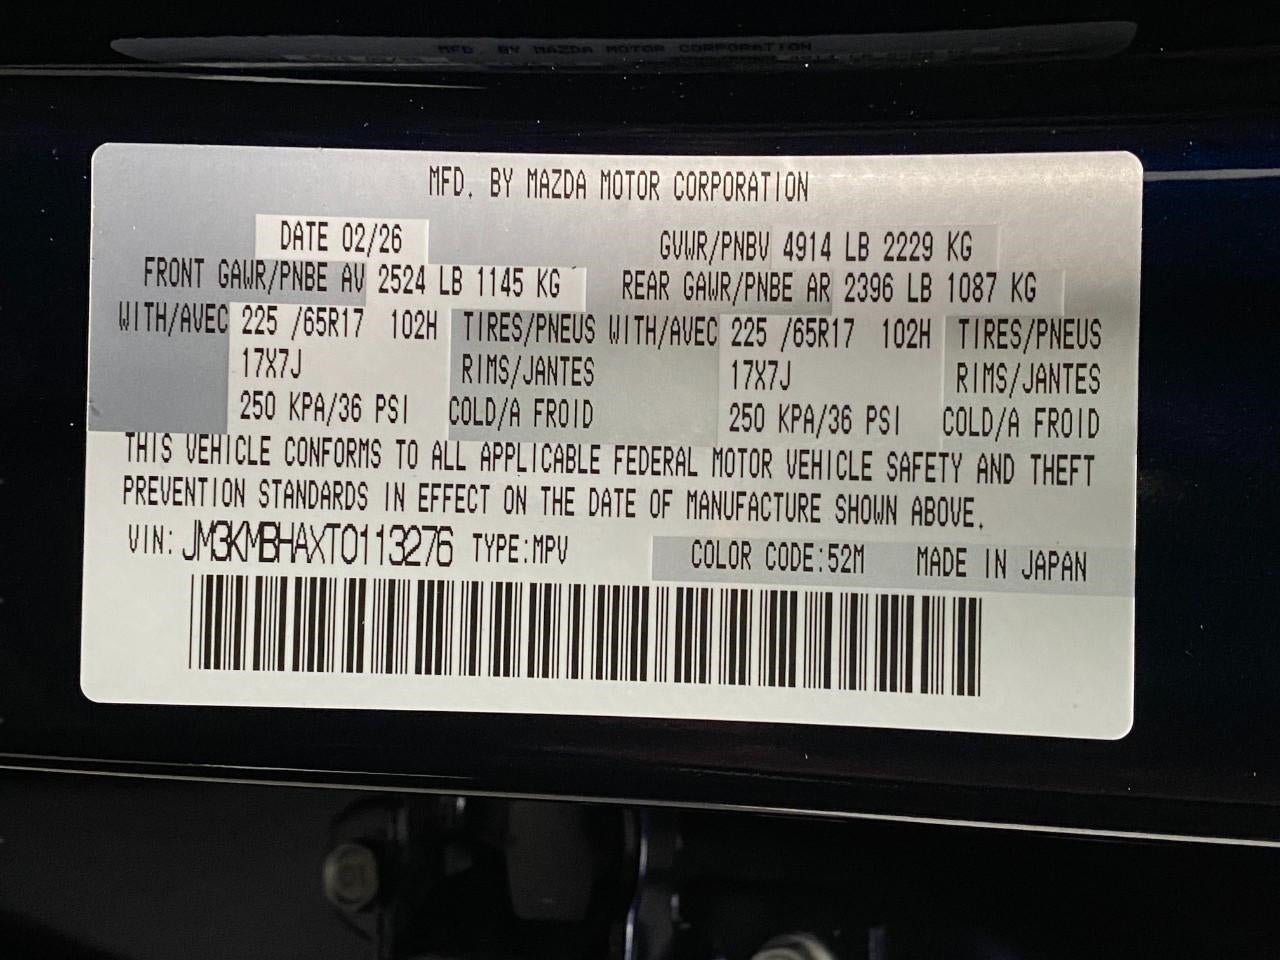 MFD. BY MAZDA MOTOR CORPORATION
MFD. BY MAZDA MOTOR CORPORATION
DATE 02/26 GVWR/PNBV 4914 LB 2229 KG
FRONT GAWR/PNBE AV 2524 LB 1145 KG REAR GAWR/PNBE AR 2396 LB 1087 KG
WITH/AVEC 225 /65R17 102H TIRES/PNEUS WITH/AVEC 225 /65R17 102H TIRES/PNEUS
17X7J RIMS/JANTES 17X7J RIMS/JANTES
250 KPA/36 PSI COLD/A FROID 250 KPA/36 PSI COLD/A FROID
THIS VEHICLE CONFORMS TO ALL APPLICABLE FEDERAL MOTOR VEHICLE SAFETY AND THEFT
PREVENTION STANDARDS IN EFFECT ON THE DATE OF MANUFACTURE SHOWN ABOVE.
VIN: JM3KMBHAXT0113276 TYPE:MPV COLOR CODE:52M MADE IN JAPAN